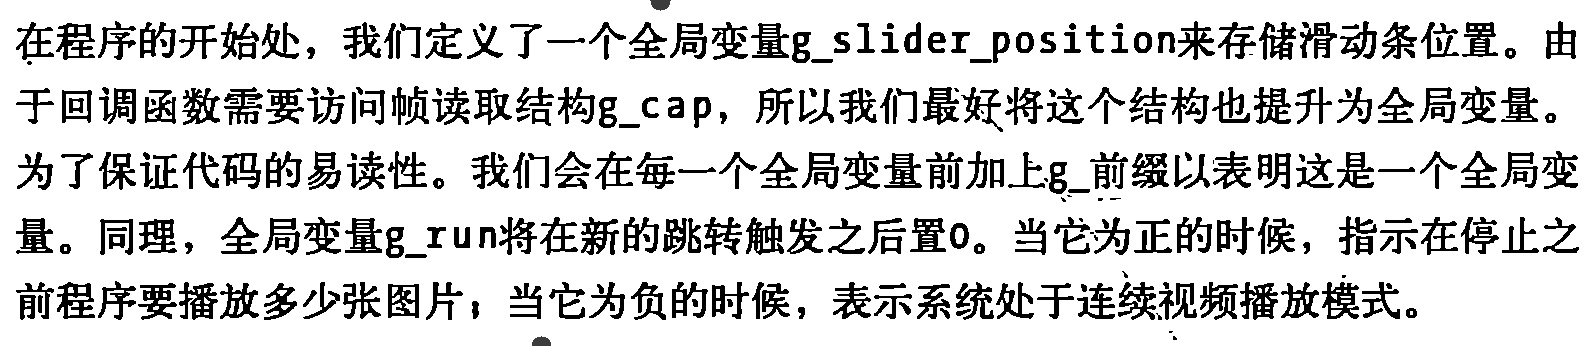 在程序的开始处，我们定义了一个全局变量g_slider_position来存储滑动条位置。由
于回调函数需要访问帧读取结构g_cap，所以我们最好将这个结构也提升为全局变量。
为了保证代码的易读性。我们会在每一个全局变量前加上g_前缀以表明这是一个全局变
量。同理，全局变量g_run将在新的跳转触发之后置0。当它为正的时候，指示在停止之
前程序要播放多少张图片；当它为负的时候，表示系统处于连续视频播放模式。